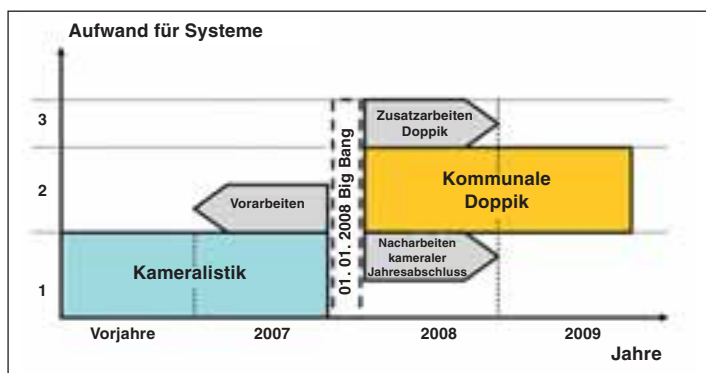 Aufwand für Systeme
3
Zusatzarbeiten
Doppik
2
Vorarbeiten
01. 01. 2008 Big Bang
Kommunale
Doppik
1
Kameralistik
Nacharbeiten
kameraler
Jahresabschluss
Vorjahre
2007
2008
2009
Jahre